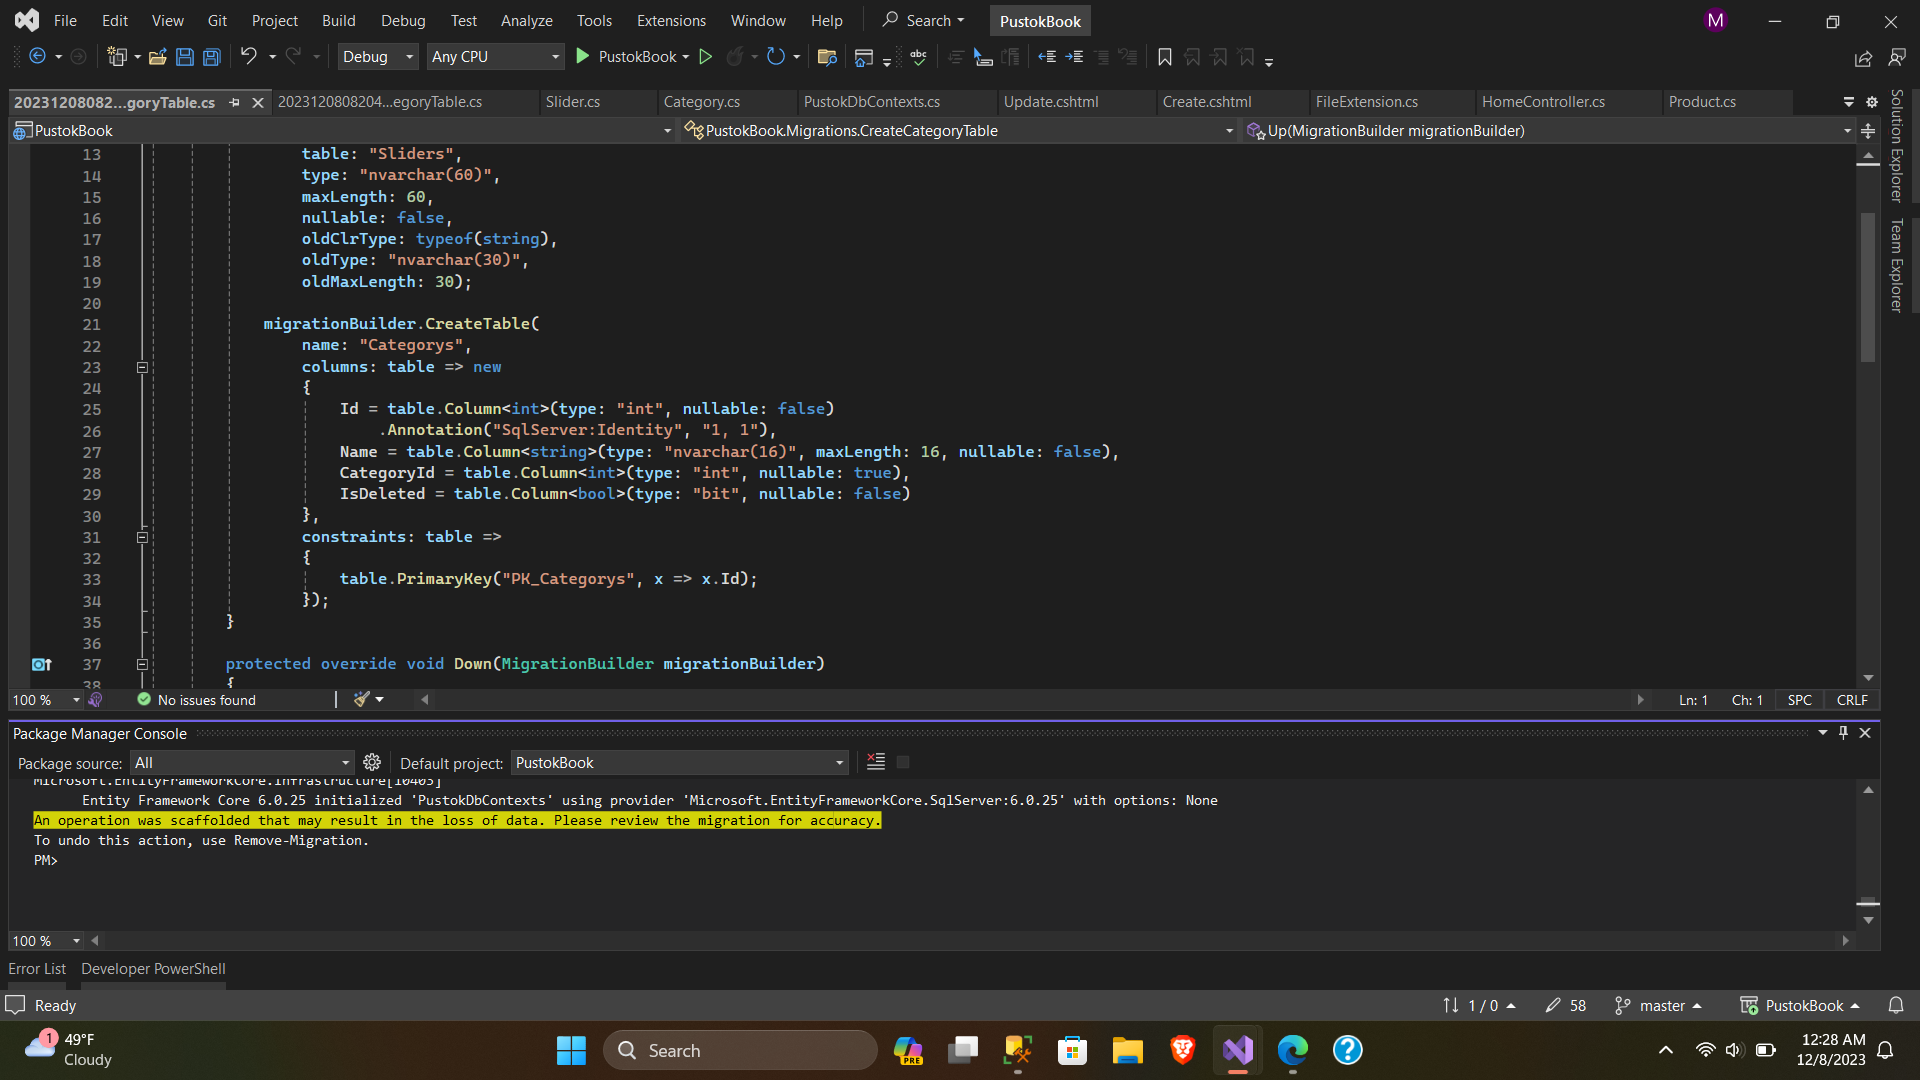 File Edit View Git Project Build Debug Test Analyze Tools Extensions Window Help Search PustokBook M
Debug Any CPU PustokBook
20231208082...goryTable.cs 2023120808204...egoryTable.cs Slider.cs Category.cs PustokDbContexts.cs Update.cshtml Create.cshtml FileExtension.cs HomeController.cs Product.cs
PustokBook PustokBook.Migrations.CreateCategoryTable Up(MigrationBuilder migrationBuilder)
Solution Explorer
Team Explorer
13 table: "Sliders",
14 type: "nvarchar(60)",
15 maxLength: 60,
16 nullable: false,
17 oldClrType: typeof(string),
18 oldType: "nvarchar(30)",
19 oldMaxLength: 30);
20
21 migrationBuilder.CreateTable(
22 name: "Categorys",
23 columns: table => new
24 {
25 Id = table.Column<int>(type: "int", nullable: false)
26 .Annotation("SqlServer:Identity", "1, 1"),
27 Name = table.Column<string>(type: "nvarchar(16)", maxLength: 16, nullable: false),
28 CategoryId = table.Column<int>(type: "int", nullable: true),
29 IsDeleted = table.Column<bool>(type: "bit", nullable: false)
30 },
31 constraints: table =>
32 {
33 table.PrimaryKey("PK_Categorys", x => x.Id);
34 });
35 }
36
37 protected override void Down(MigrationBuilder migrationBuilder)
38 {
100 % No issues found Ln: 1 Ch: 1 SPC CRLF
Package Manager Console
Package source: All Default project: PustokBook
Microsoft.EntityFrameworkCore.Infrastructure[10403]
Entity Framework Core 6.0.25 initialized 'PustokDbContexts' using provider 'Microsoft.EntityFrameworkCore.SqlServer:6.0.25' with options: None
An operation was scaffolded that may result in the loss of data. Please review the migration for accuracy.
To undo this action, use Remove-Migration.
PM>
100 %
Error List Developer PowerShell
Ready 1 / 0 58 master PustokBook
1 49°F
Cloudy
Search
PRE
12:28 AM
12/8/2023